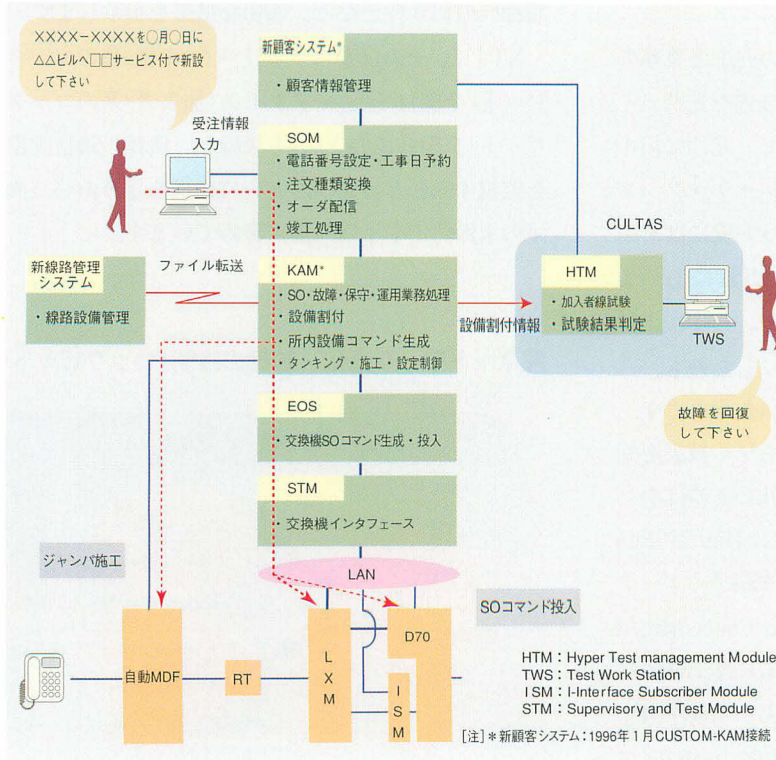 XXXX−XXXXを○月○日に
△△ビルへ□□サービス付で新設
して下さい
受注情報
入力
新顧客システム*
・顧客情報管理
SOM
・電話番号設定・工事日予約
・注文種類変換
・オーダ配信
・竣工処理
新線路管理
システム
・線路設備管理
ファイル転送
KAM*
・SO・故障・保守・運用業務処理
・設備割付
・所内設備コマンド生成
・タンキング・施工・設定制御
設備割付情報
CULTAS
HTM
・加入者線試験
・試験結果判定
TWS
故障を回復
して下さい
EOS
・交換機SOコマンド生成・投入
STM
・交換機インタフェース
ジャンパ施工
LAN
SOコマンド投入
自動MDF
RT
LXM
D70
ISM
HTM：Hyper Test management Module
TWS：Test Work Station
ISM：I-Interface Subscriber Module
STM：Supervisory and Test Module
[注]＊新顧客システム：1996年1月CUSTOM-KAM接続